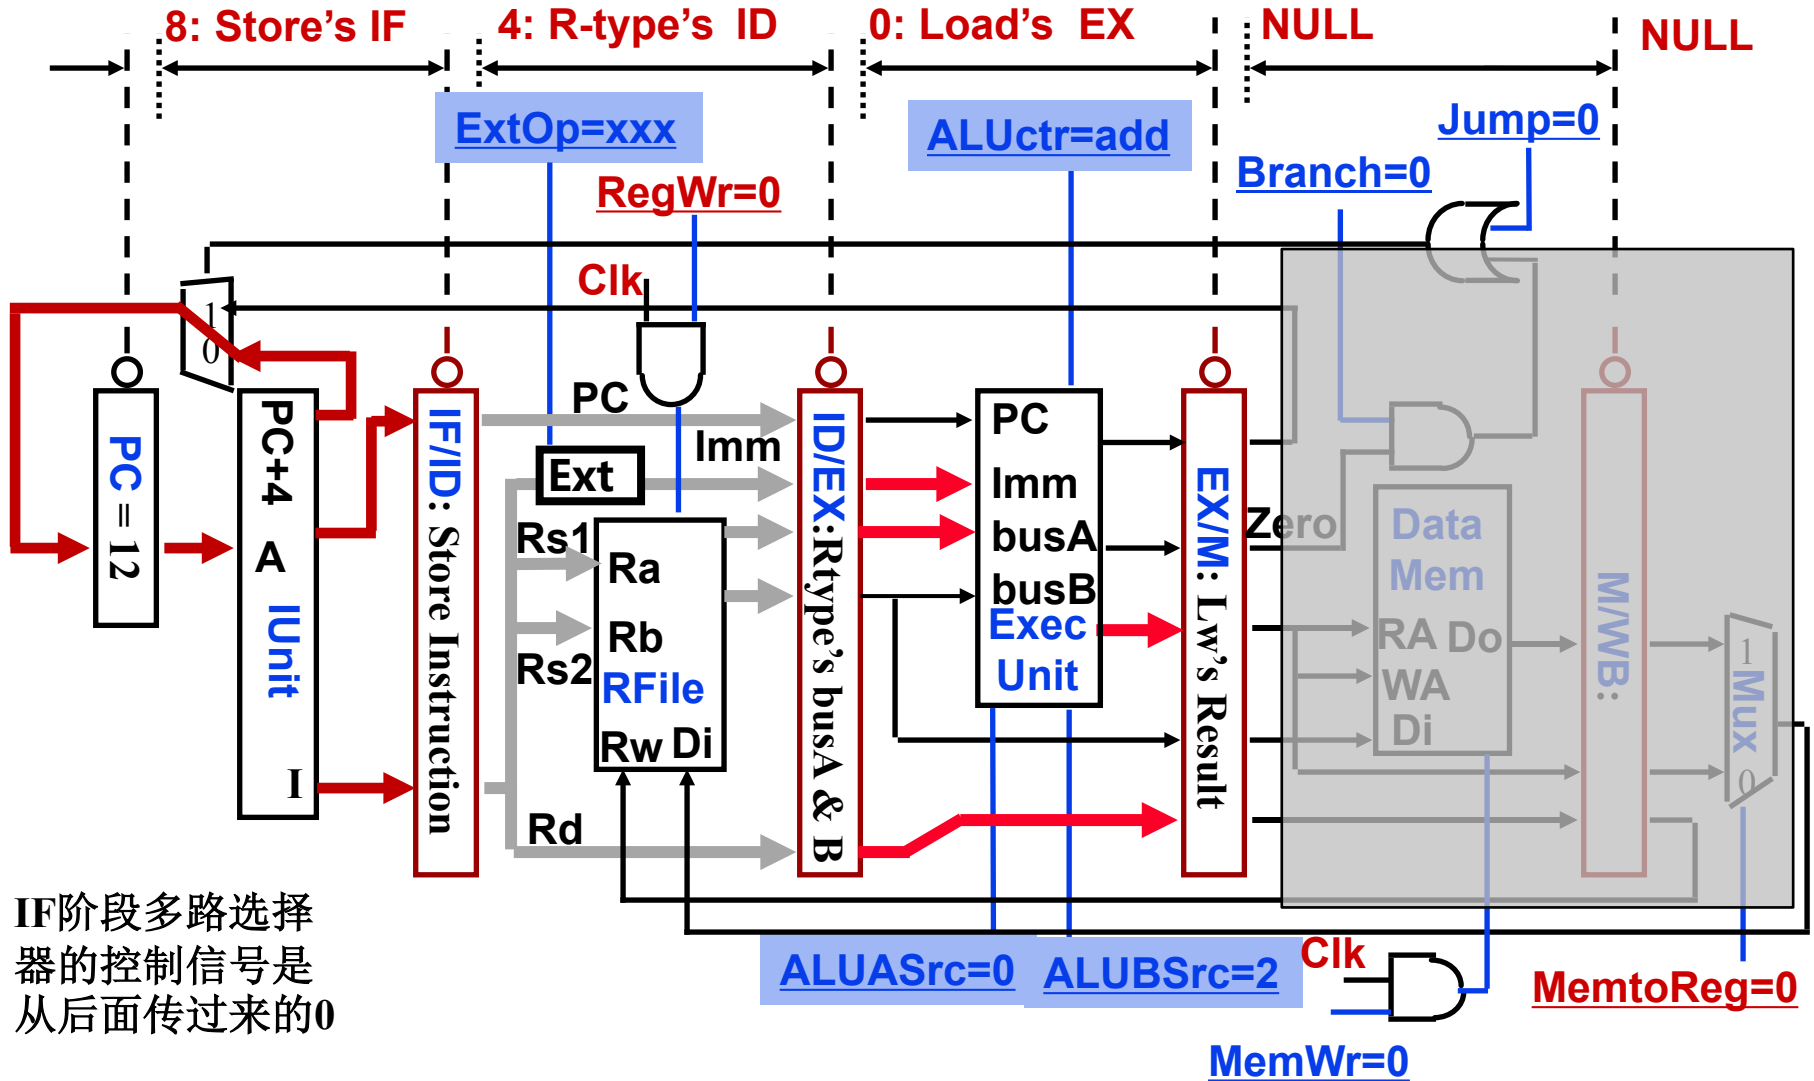 8: Store's IF
4: R-type's ID
0: Load's EX
NULL
NULL
ExtOp=xxx
ALUctr=add
Jump=0
Branch=0
RegWr=0
Clk
1
0
PC = 12
PC+4
A
IUnit
I
IF/ID: Store Instruction
PC
Imm
Ext
Rs1
Rs2
Ra
Rb
RFile
Rw Di
Rd
ID/EX:Rtype's busA & B
PC
Imm
busA
busB
Exec
Unit
EX/M: Lw's Result
Zero
Data
Mem
RA Do
WA
Di
M/WB:
1
Mux
0
IF阶段多路选择
器的控制信号是
从后面传过来的0
ALUASrc=0
ALUBSrc=2
Clk
MemWr=0
MemtoReg=0